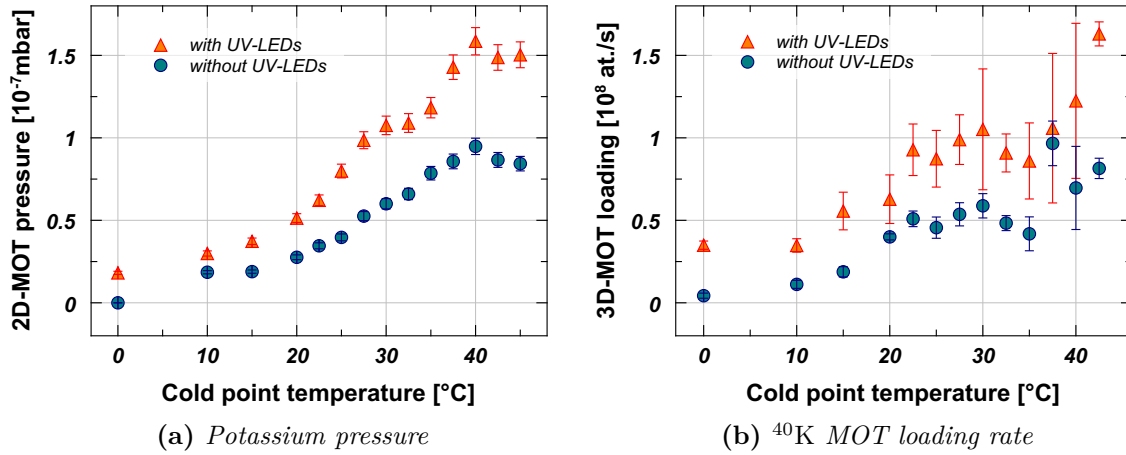 2D-MOT pressure [10⁻⁷mbar]
1.5
1
0.5
0
with UV-LEDs
without UV-LEDs
0 10 20 30 40
Cold point temperature [°C]
(a) Potassium pressure
3D-MOT loading [10⁸ at./s]
1.5
1
0.5
0
with UV-LEDs
without UV-LEDs
0 10 20 30 40
Cold point temperature [°C]
(b) ⁴⁰K MOT loading rate